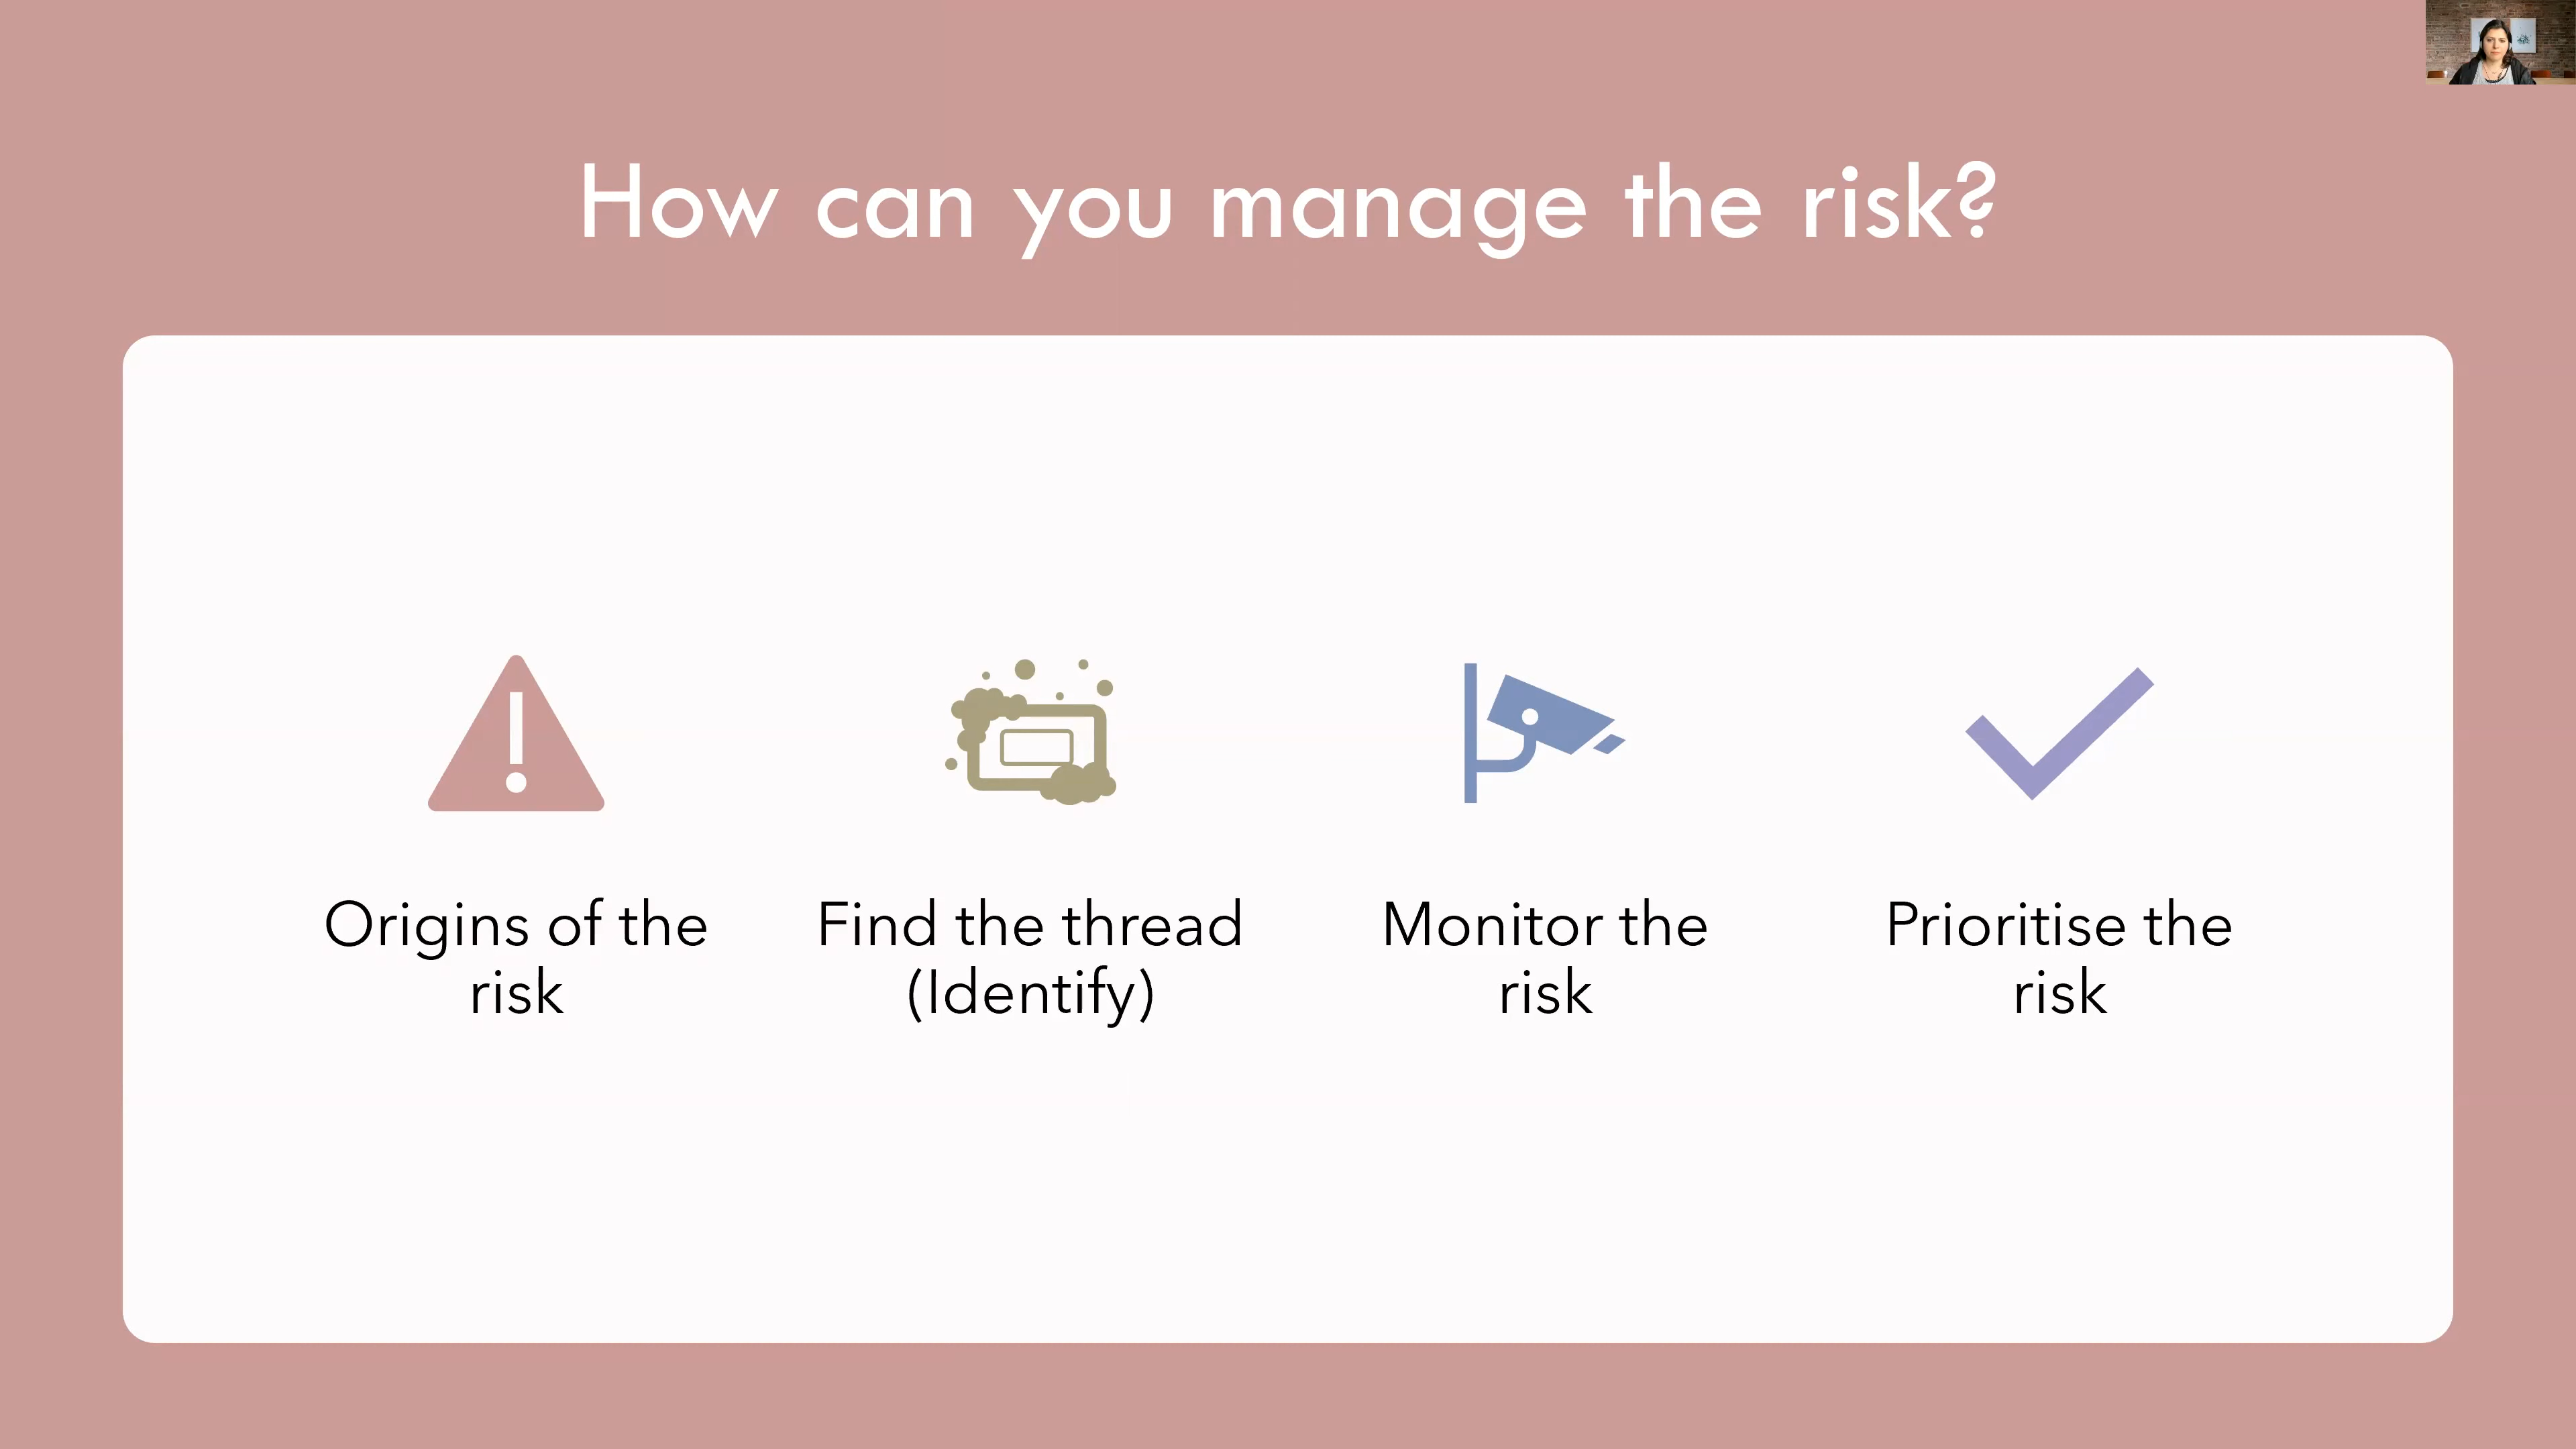 How can you manage the risk?
Origins of the
risk
Find the thread
(Identify)
Monitor the
risk
Prioritise the
risk